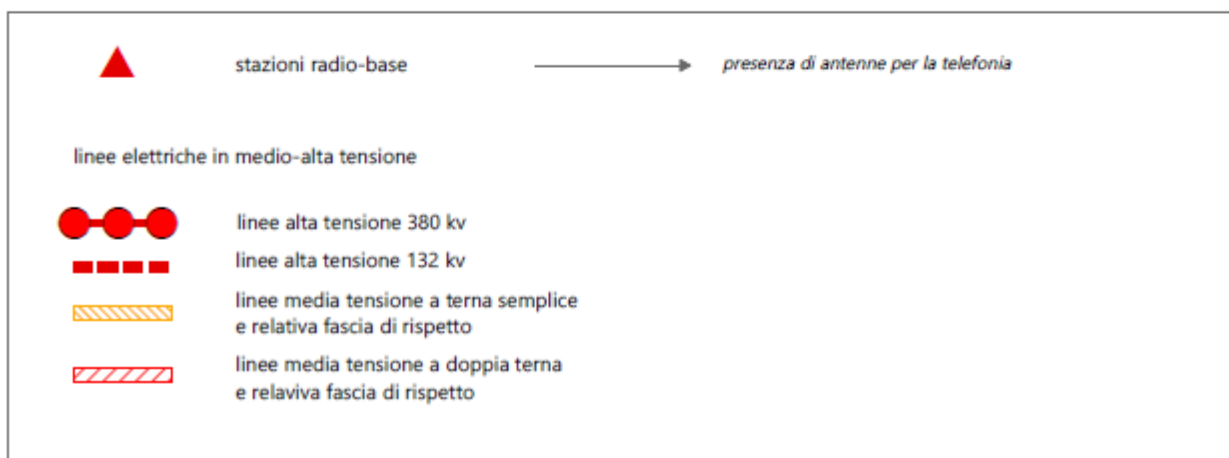 stazioni radio-base
presenza di antenne per la telefonia
linee elettriche in medio-alta tensione
linee alta tensione 380 kv
linee alta tensione 132 kv
linee media tensione a terna semplice
e relativa fascia di rispetto
linee media tensione a doppia terna
e relaviva fascia di rispetto